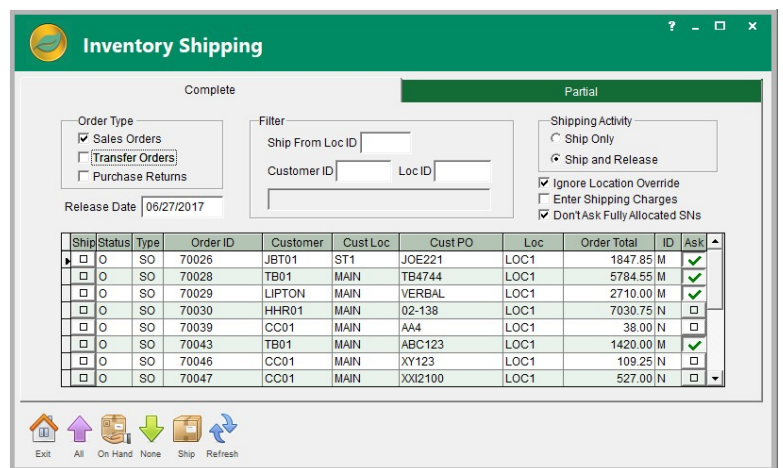 Inventory Shipping
? - □ ×
Complete Partial
Order Type Filter Shipping Activity
Sales Orders Ship From Loc ID Ship Only
Transfer Orders Ship and Release
Purchase Returns Customer ID Loc ID
Ignore Location Override
Release Date 06/27/2017 Enter Shipping Charges
Don't Ask Fully Allocated SNs
Ship Status Type Order ID Customer Cust Loc Cust PO Loc Order Total ID Ask
O SO 70026 JBT01 ST1 JOE221 LOC1 1847.85 M
O SO 70028 TB01 MAIN TB4744 LOC1 5784.55 M
O SO 70029 LIPTON MAIN VERBAL LOC1 2710.00 M
O SO 70030 HHR01 MAIN 02-138 LOC1 7030.75 N
O SO 70039 CC01 MAIN AA4 LOC1 38.00 N
O SO 70043 TB01 MAIN ABC123 LOC1 1420.00 M
O SO 70046 CC01 MAIN XY123 LOC1 109.25 N
O SO 70047 CC01 MAIN XXI2100 LOC1 527.00 N
Exit All On Hand None Ship Refresh